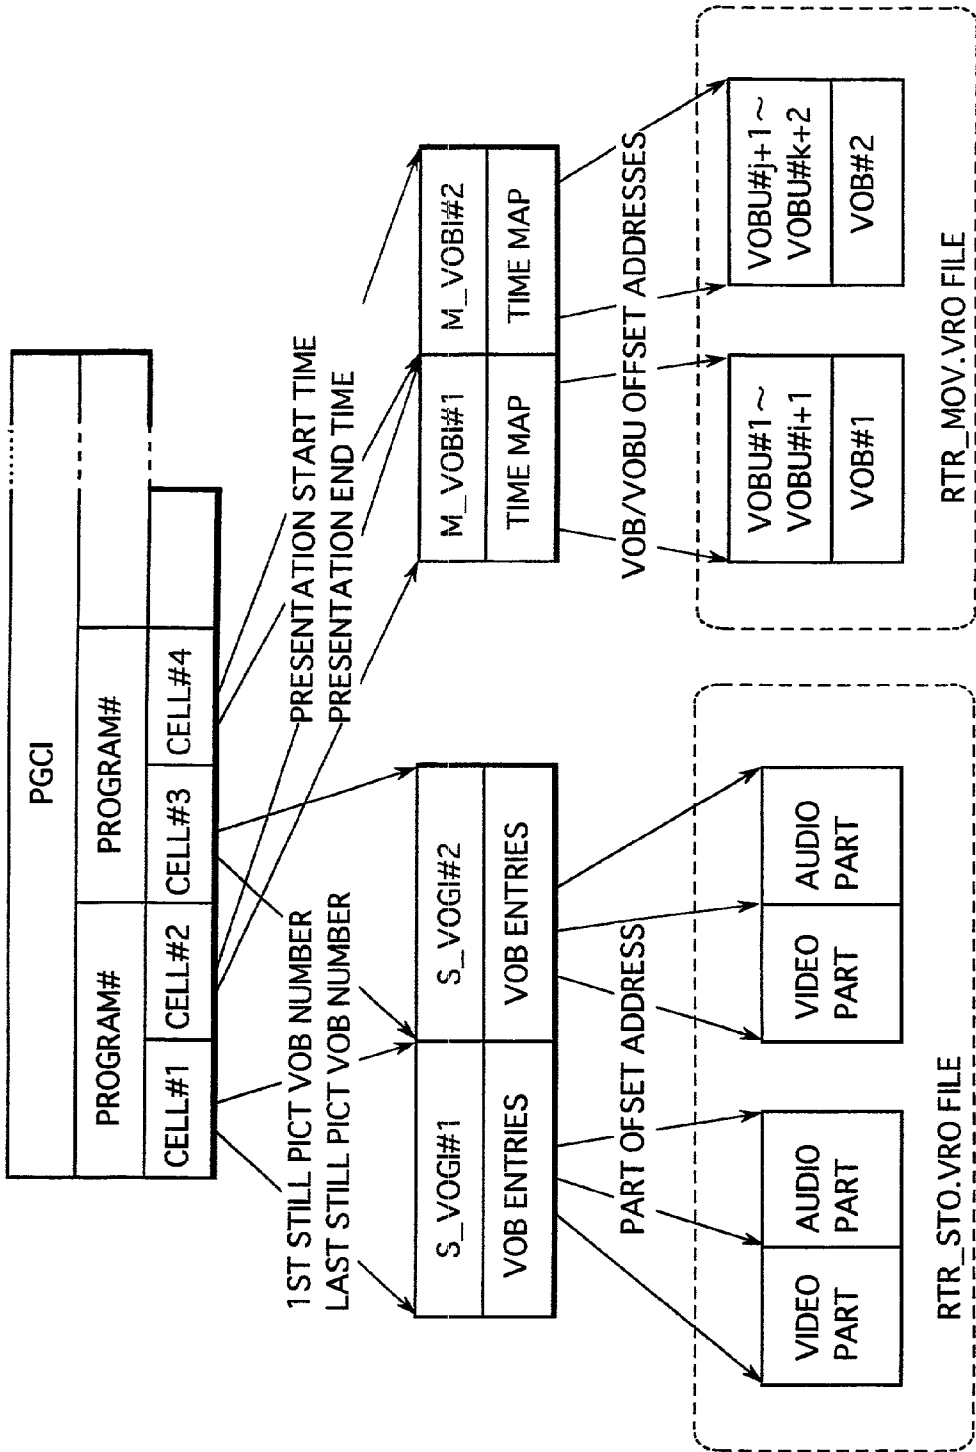 PGCI
PROGRAM#
PROGRAM#
CELL#1
CELL#2
CELL#3
CELL#4
1ST STILL PICT VOB NUMBER
LAST STILL PICT VOB NUMBER
PRESENTATION START TIME
PRESENTATION END TIME
S_VOGI#1
S_VOGI#2
VOB ENTRIES
VOB ENTRIES
M_VOBI#1
M_VOBI#2
TIME MAP
TIME MAP
PART OFSET ADDRESS
VOB/VOBU OFFSET ADDRESSES
VIDEO
PART
AUDIO
PART
VIDEO
PART
AUDIO
PART
VOBU#1~
VOBU#i+1
VOB#1
VOBU#j+1~
VOBU#k+2
VOB#2
RTR_STO.VRO FILE
RTR_MOV.VRO FILE